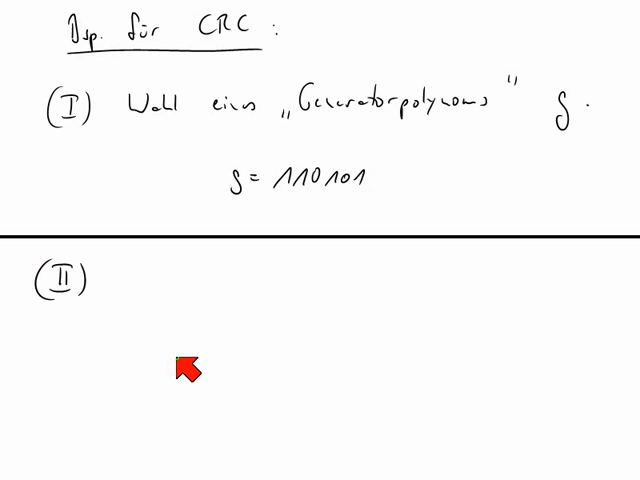 Bsp. für CRC :
(I) Wahl eines „Generatorpolynoms" g .
g = 110101
(II)